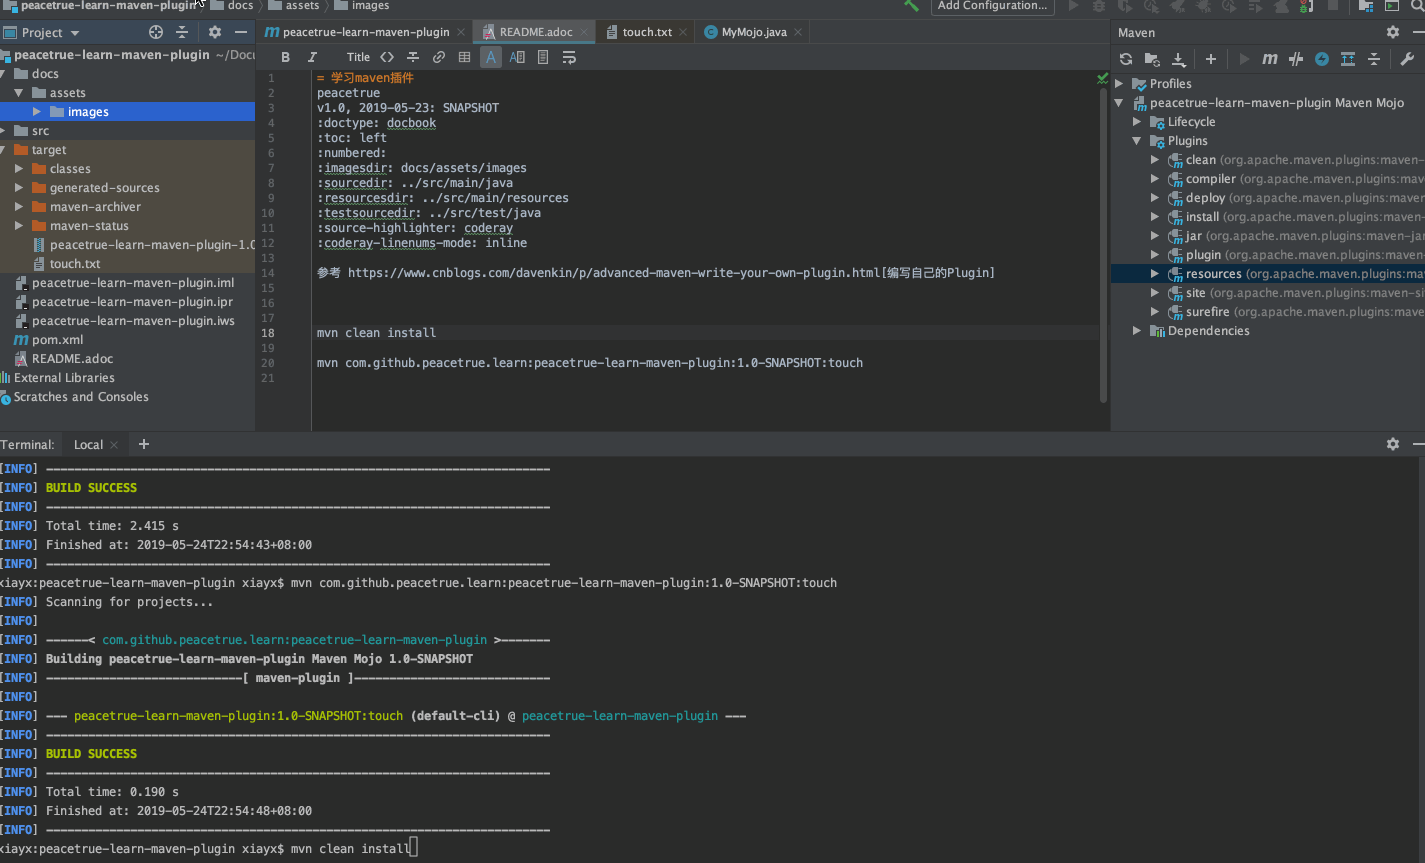 peacetrue-learn-maven-plugin docs assets images Add Configuration...
Project
peacetrue-learn-maven-plugin README.adoc touch.txt MyMojo.java
Maven
B I Title
peacetrue-learn-maven-plugin ~/Docu
docs
assets
images
src
target
classes
generated-sources
maven-archiver
maven-status
peacetrue-learn-maven-plugin-1.0
touch.txt
peacetrue-learn-maven-plugin.iml
peacetrue-learn-maven-plugin.ipr
peacetrue-learn-maven-plugin.iws
pom.xml
README.adoc
External Libraries
Scratches and Consoles
1 = 学习maven插件
2 peacetrue
3 v1.0, 2019-05-23: SNAPSHOT
4 :doctype: docbook
5 :toc: left
6 :numbered:
7 :imagesdir: docs/assets/images
8 :sourcedir: ../src/main/java
9 :resourcesdir: ../src/main/resources
10 :testsourcedir: ../src/test/java
11 :source-highlighter: coderay
12 :coderay-linenums-mode: inline
13
14 参考 https://www.cnblogs.com/davenkin/p/advanced-maven-write-your-own-plugin.html[编写自己的Plugin]
15
16
17
18 mvn clean install
19
20 mvn com.github.peacetrue.learn:peacetrue-learn-maven-plugin:1.0-SNAPSHOT:touch
21
Profiles
peacetrue-learn-maven-plugin Maven Mojo
Lifecycle
Plugins
clean (org.apache.maven.plugins:maven-
compiler (org.apache.maven.plugins:mav
deploy (org.apache.maven.plugins:maven
install (org.apache.maven.plugins:maven
jar (org.apache.maven.plugins:maven-jar
plugin (org.apache.maven.plugins:maven-
resources (org.apache.maven.plugins:ma
site (org.apache.maven.plugins:maven-si
surefire (org.apache.maven.plugins:mave
Dependencies
Terminal: Local +
[INFO] ------------------------------------------------------------------------
[INFO] BUILD SUCCESS
[INFO] ------------------------------------------------------------------------
[INFO] Total time: 2.415 s
[INFO] Finished at: 2019-05-24T22:54:43+08:00
[INFO] ------------------------------------------------------------------------
xiayx:peacetrue-learn-maven-plugin xiayx$ mvn com.github.peacetrue.learn:peacetrue-learn-maven-plugin:1.0-SNAPSHOT:touch
[INFO] Scanning for projects...
[INFO]
[INFO] ------< com.github.peacetrue.learn:peacetrue-learn-maven-plugin >-------
[INFO] Building peacetrue-learn-maven-plugin Maven Mojo 1.0-SNAPSHOT
[INFO] ----------------------------[ maven-plugin ]----------------------------
[INFO]
[INFO] --- peacetrue-learn-maven-plugin:1.0-SNAPSHOT:touch (default-cli) @ peacetrue-learn-maven-plugin ---
[INFO] ------------------------------------------------------------------------
[INFO] BUILD SUCCESS
[INFO] ------------------------------------------------------------------------
[INFO] Total time: 0.190 s
[INFO] Finished at: 2019-05-24T22:54:48+08:00
[INFO] ------------------------------------------------------------------------
xiayx:peacetrue-learn-maven-plugin xiayx$ mvn clean install